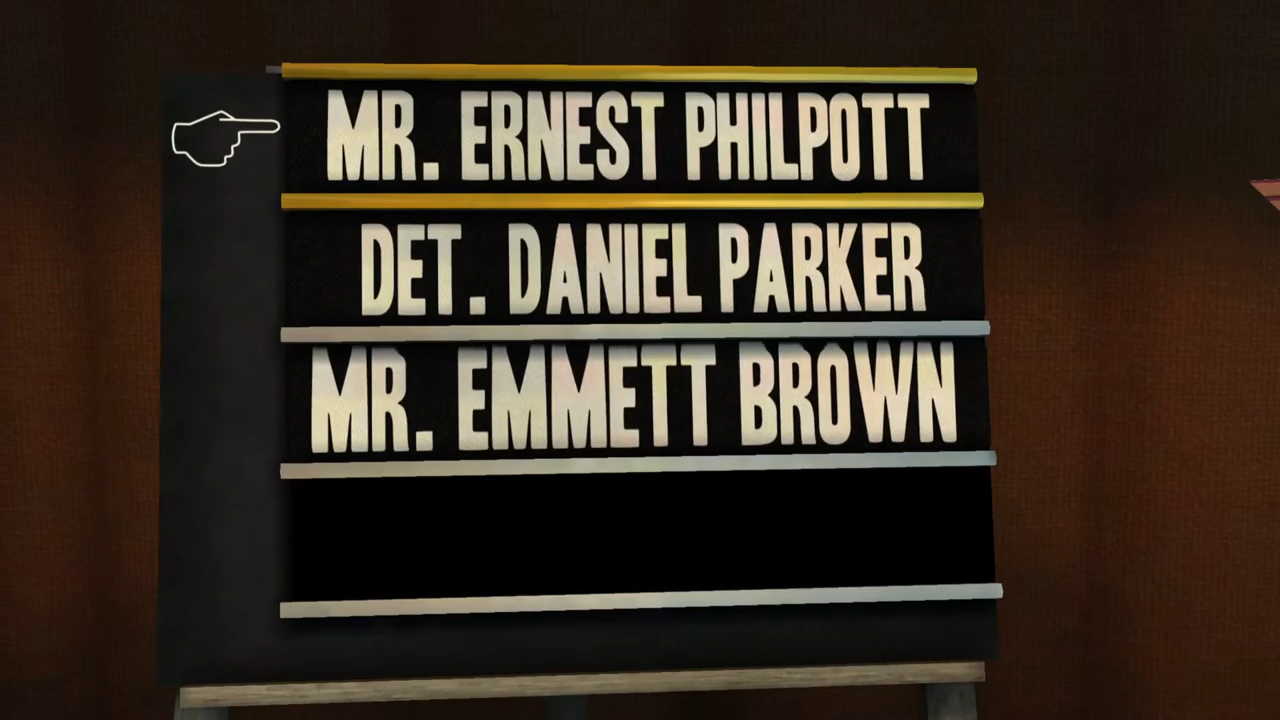 MR. ERNEST PHILPOTT
DET. DANIEL PARKER
MR. EMMETT BROWN